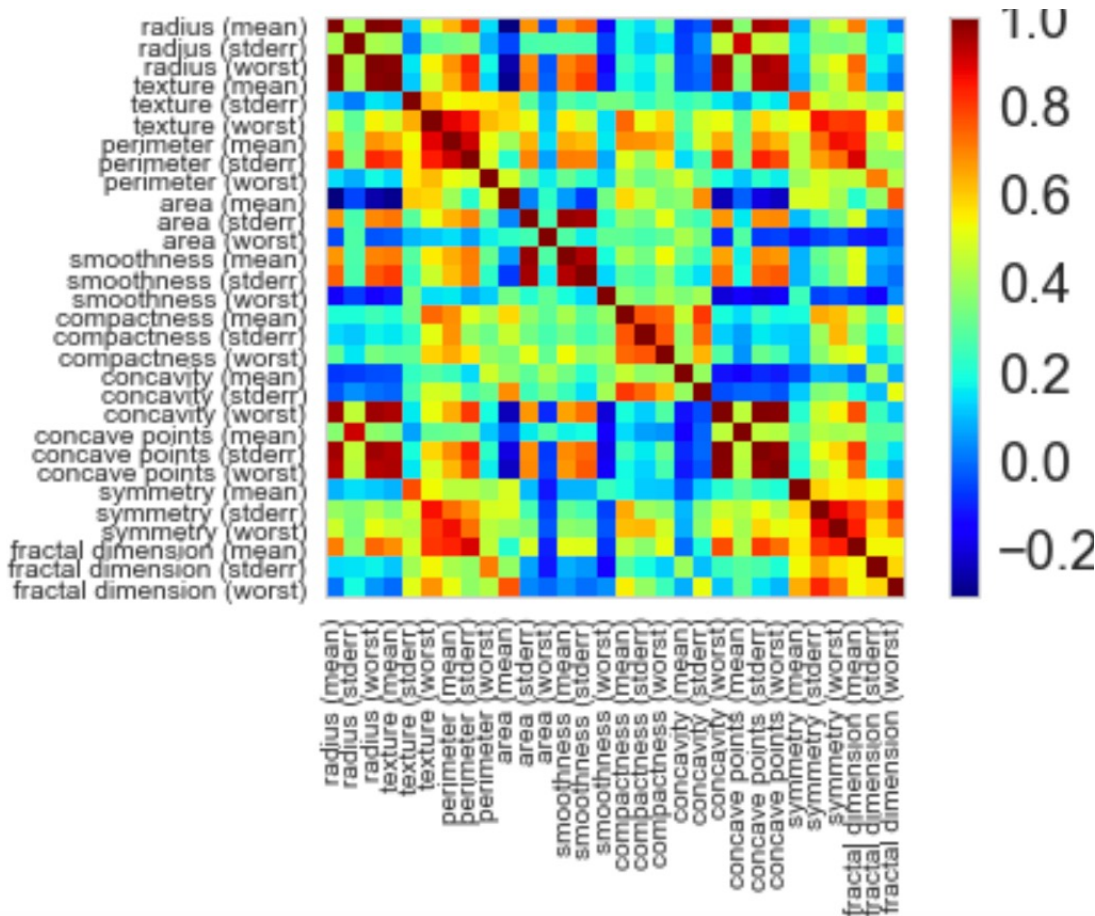 radius (mean)
radius (stderr)
radius (worst)
texture (mean)
texture (stderr)
texture (worst)
perimeter (mean)
perimeter (stderr)
perimeter (worst)
area (mean)
area (stderr)
area (worst)
smoothness (mean)
smoothness (stderr)
smoothness (worst)
compactness (mean)
compactness (stderr)
compactness (worst)
concavity (mean)
concavity (stderr)
concavity (worst)
concave points (mean)
concave points (stderr)
concave points (worst)
symmetry (mean)
symmetry (stderr)
symmetry (worst)
fractal dimension (mean)
fractal dimension (stderr)
fractal dimension (worst)
1.0
0.8
0.6
0.4
0.2
0.0
−0.2
radius (mean)
radius (stderr)
radius (worst)
texture (mean)
texture (stderr)
texture (worst)
perimeter (mean)
perimeter (stderr)
perimeter (worst)
area (mean)
area (stderr)
area (worst)
smoothness (mean)
smoothness (stderr)
smoothness (worst)
compactness (mean)
compactness (stderr)
compactness (worst)
concavity (mean)
concavity (stderr)
concavity (worst)
concave points (mean)
concave points (stderr)
concave points (worst)
symmetry (mean)
symmetry (stderr)
symmetry (worst)
fractal dimension (mean)
fractal dimension (stderr)
fractal dimension (worst)